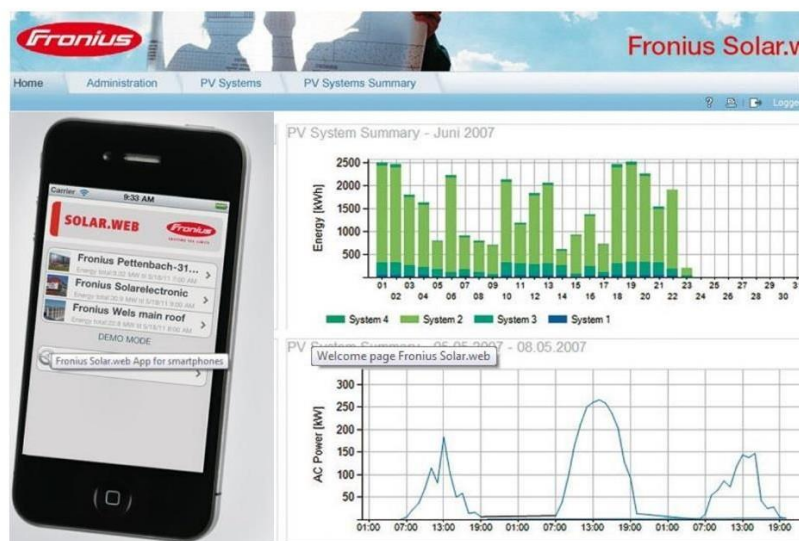 Fronius
Fronius Solar.w
Home Administration PV Systems PV Systems Summary
? Logge
PV System Summary - Juni 2007
Energy [kWh]
2500
2000
1500
1000
500
01 03 05 07 09 11 13 15 17 19 21 23 25 27 29 3
02 04 06 08 10 12 14 16 18 20 22 24 26 28 30
System 4 System 2 System 3 System 1
Carrier 9:33 AM
SOLAR.WEB
Fronius
Fronius Pettenbach-31...
Fronius Solarelectronic
Fronius Wels main roof
DEMO MODE
Fronius Solar.web App for smartphones
Welcome page Fronius Solar.web
- 08.05.2007
AC Power [kW]
300
250
200
150
100
50
01:00 07:00 13:00 19:00 01:00 07:00 13:00 19:00 01:00 07:00 13:00 19:00